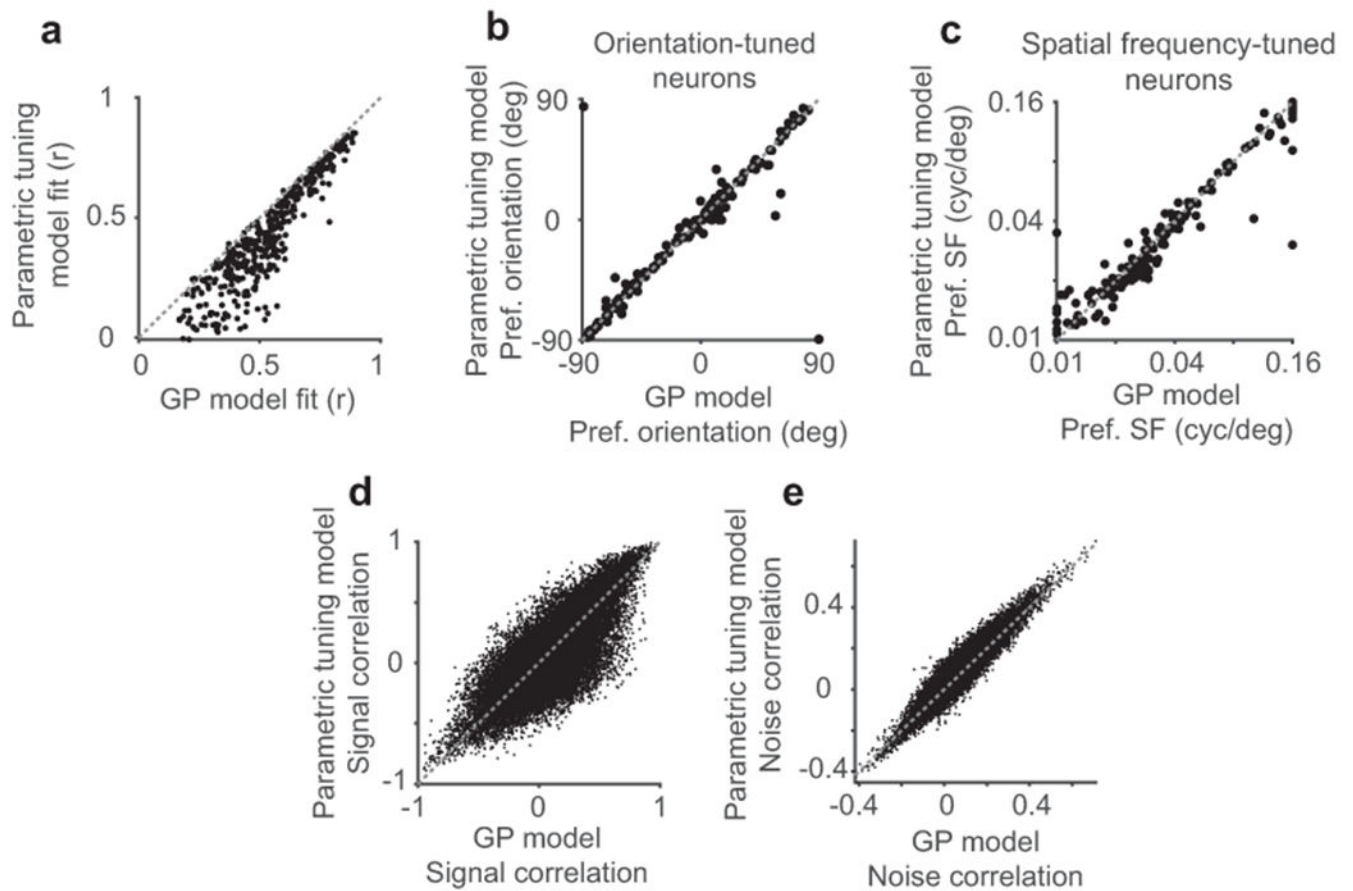 a
Parametric tuning
model fit (r)
1
0.5
0
0
0.5
1
GP model fit (r)
b
Orientation-tuned
neurons
Parametric tuning model
Pref. orientation (deg)
90
0
-90
-90
0
90
GP model
Pref. orientation (deg)
c
Spatial frequency-tuned
neurons
Parametric tuning model
Pref. SF (cyc/deg)
0.16
0.04
0.01
0.01
0.04
0.16
GP model
Pref. SF (cyc/deg)
d
Parametric tuning model
Signal correlation
1
0
-1
-1
0
1
GP model
Signal correlation
e
Parametric tuning model
Noise correlation
0.4
0
-0.4
-0.4
0
0.4
GP model
Noise correlation